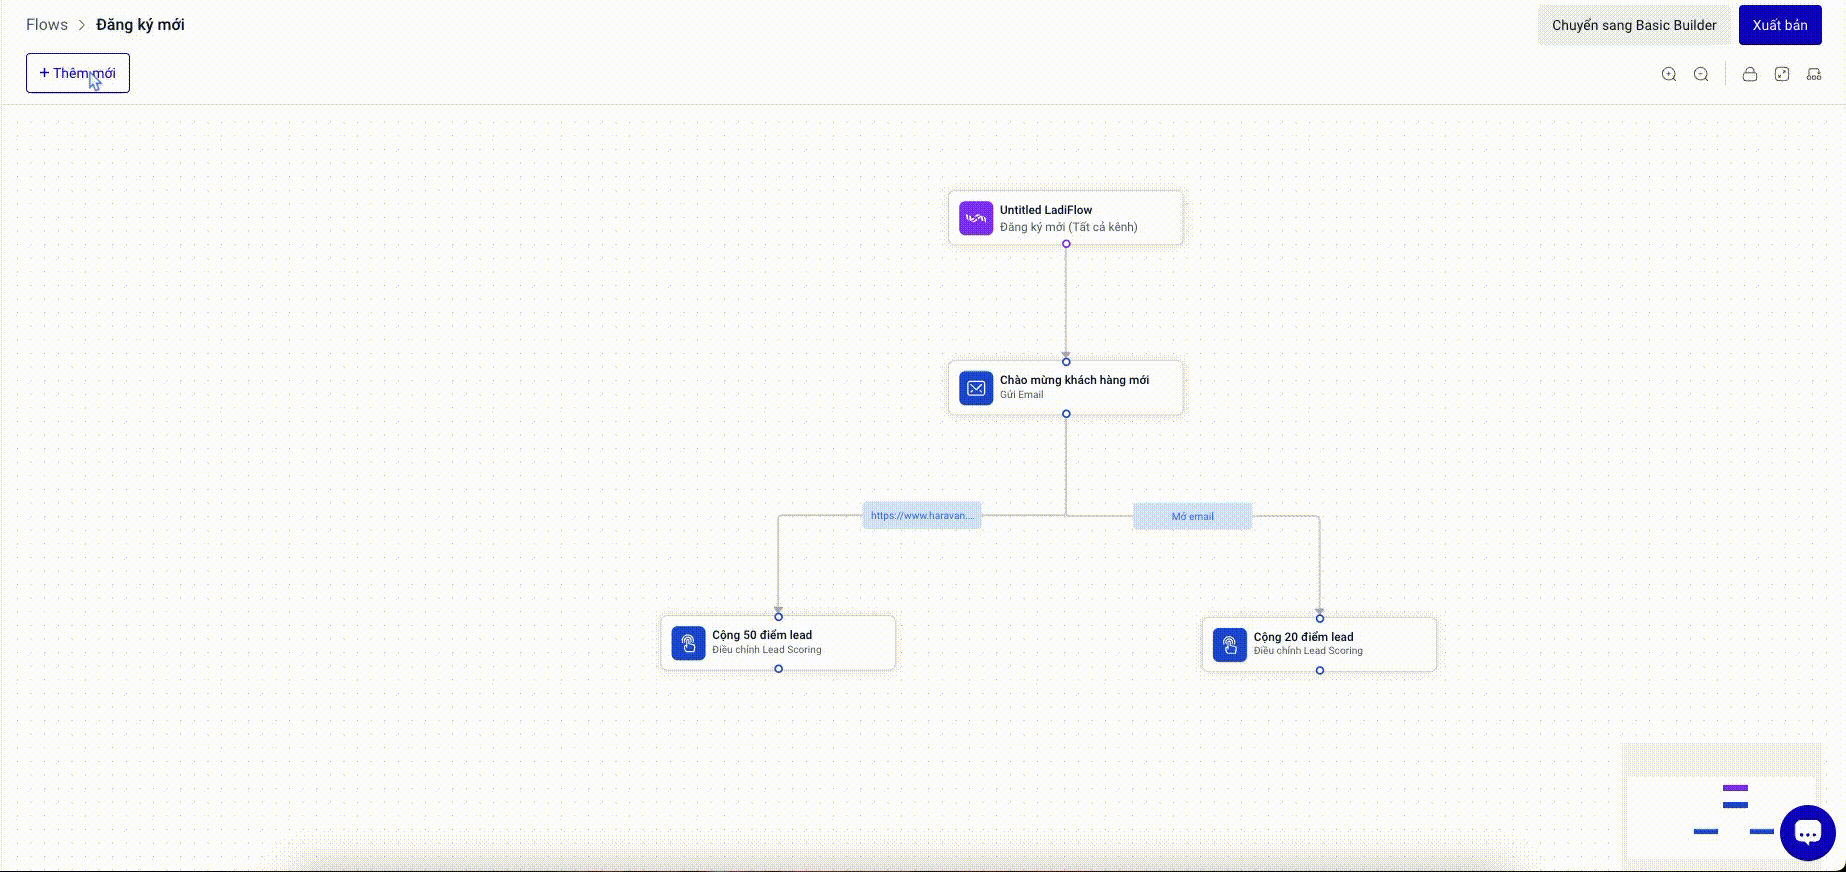 Flows > Đăng ký mới
Chuyển sang Basic Builder
Xuất bản
+ Thêm mới
Untitled LadiFlow
Đăng ký mới (Tất cả kênh)
Chào mừng khách hàng mới
Gửi Email
https://www.haravan....
Mở email
Cộng 50 điểm lead
Điều chỉnh Lead Scoring
Cộng 20 điểm lead
Điều chỉnh Lead Scoring